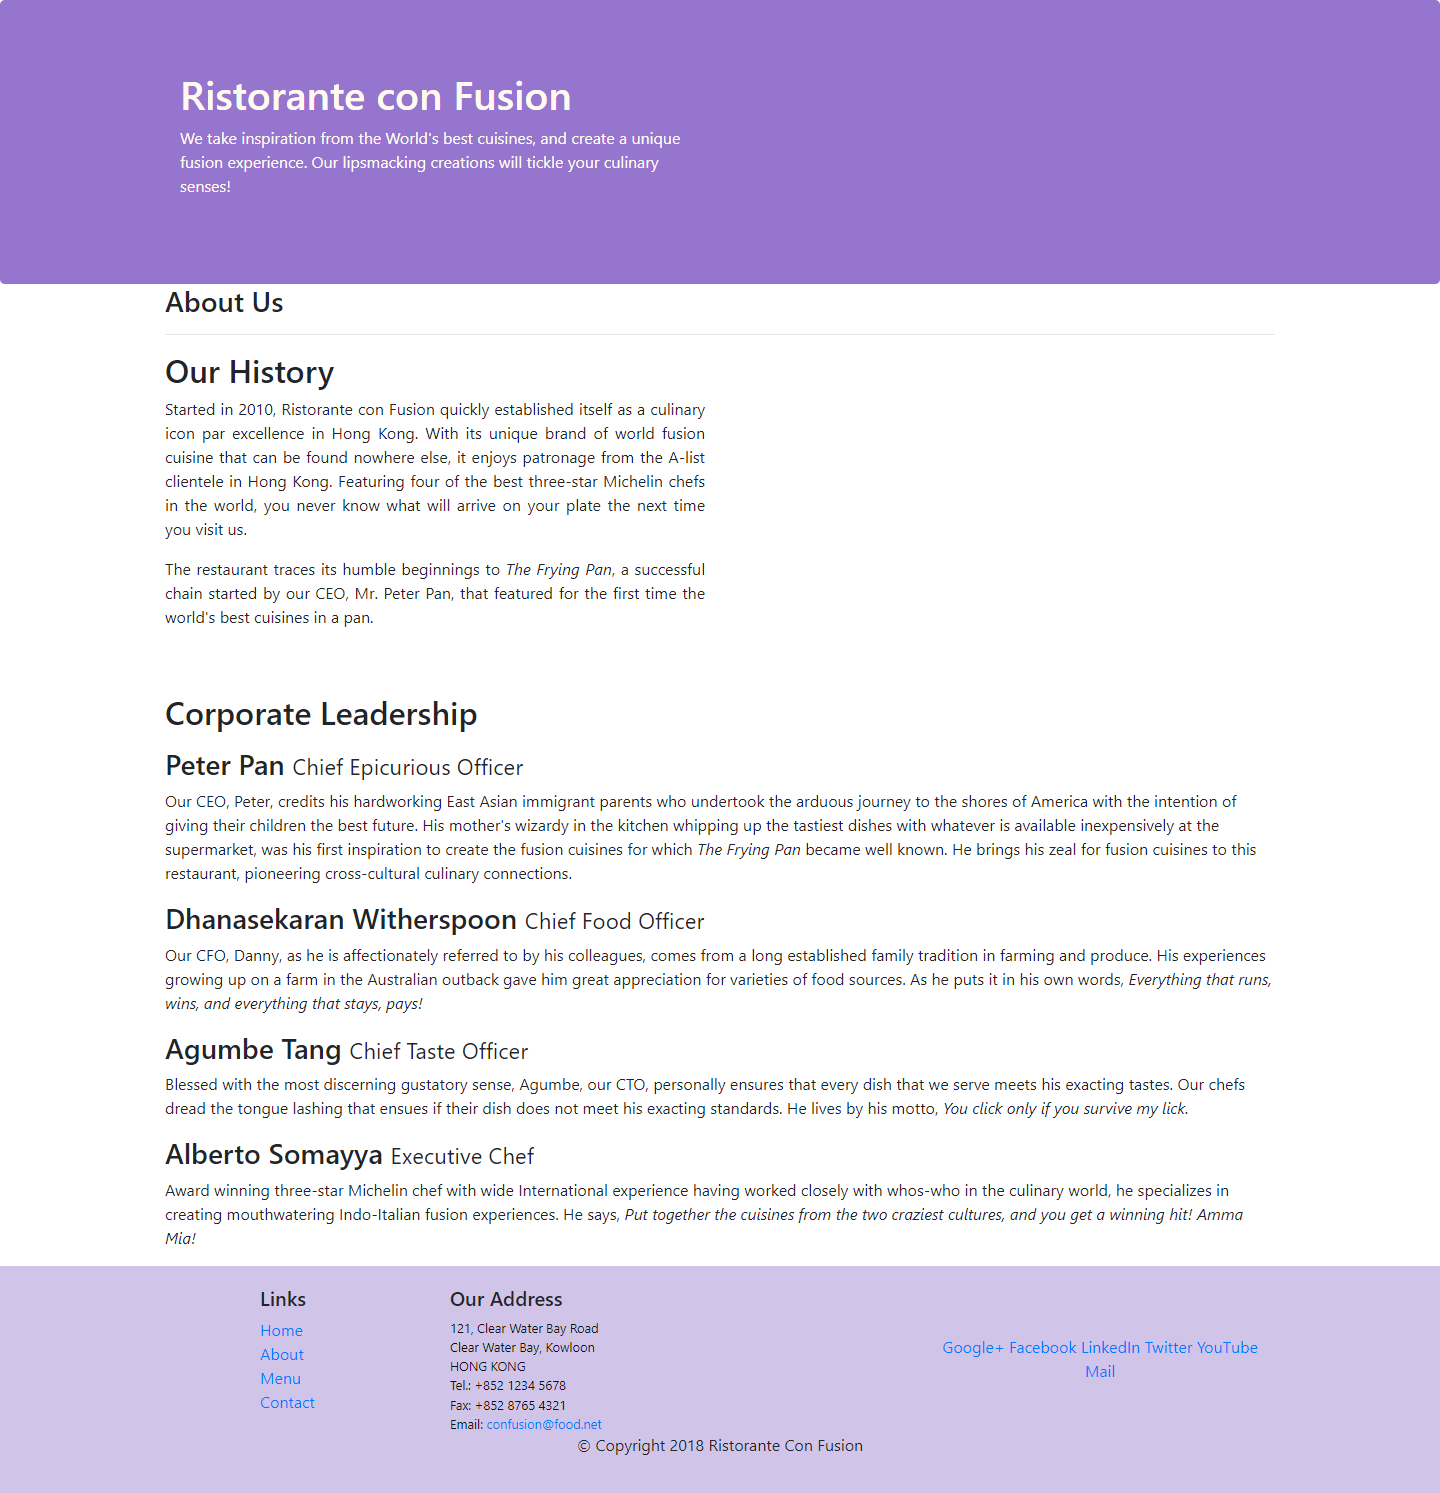 Ristorante con Fusion
We take inspiration from the World's best cuisines, and create a unique
fusion experience. Our lipsmacking creations will tickle your culinary
senses!
About Us
Our History
Started in 2010, Ristorante con Fusion quickly established itself as a culinary
icon par excellence in Hong Kong. With its unique brand of world fusion
cuisine that can be found nowhere else, it enjoys patronage from the A-list
clientele in Hong Kong. Featuring four of the best three-star Michelin chefs
in the world, you never know what will arrive on your plate the next time
you visit us.
The restaurant traces its humble beginnings to The Frying Pan, a successful
chain started by our CEO, Mr. Peter Pan, that featured for the first time the
world's best cuisines in a pan.
Corporate Leadership
Peter Pan Chief Epicurious Officer
Our CEO, Peter, credits his hardworking East Asian immigrant parents who undertook the arduous journey to the shores of America with the intention of
giving their children the best future. His mother's wizardy in the kitchen whipping up the tastiest dishes with whatever is available inexpensively at the
supermarket, was his first inspiration to create the fusion cuisines for which The Frying Pan became well known. He brings his zeal for fusion cuisines to this
restaurant, pioneering cross-cultural culinary connections.
Dhanasekaran Witherspoon Chief Food Officer
Our CFO, Danny, as he is affectionately referred to by his colleagues, comes from a long established family tradition in farming and produce. His experiences
growing up on a farm in the Australian outback gave him great appreciation for varieties of food sources. As he puts it in his own words, Everything that runs,
wins, and everything that stays, pays!
Agumbe Tang Chief Taste Officer
Blessed with the most discerning gustatory sense, Agumbe, our CTO, personally ensures that every dish that we serve meets his exacting tastes. Our chefs
dread the tongue lashing that ensues if their dish does not meet his exacting standards. He lives by his motto, You click only if you survive my lick.
Alberto Somayya Executive Chef
Award winning three-star Michelin chef with wide International experience having worked closely with whos-who in the culinary world, he specializes in
creating mouthwatering Indo-Italian fusion experiences. He says, Put together the cuisines from the two craziest cultures, and you get a winning hit! Amma
Mia!
Links
Home
About
Menu
Contact
Our Address
121, Clear Water Bay Road
Clear Water Bay, Kowloon
HONG KONG
Tel.: +852 1234 5678
Fax: +852 8765 4321
Email: confusion@food.net
Google+ Facebook LinkedIn Twitter YouTube
Mail
© Copyright 2018 Ristorante Con Fusion